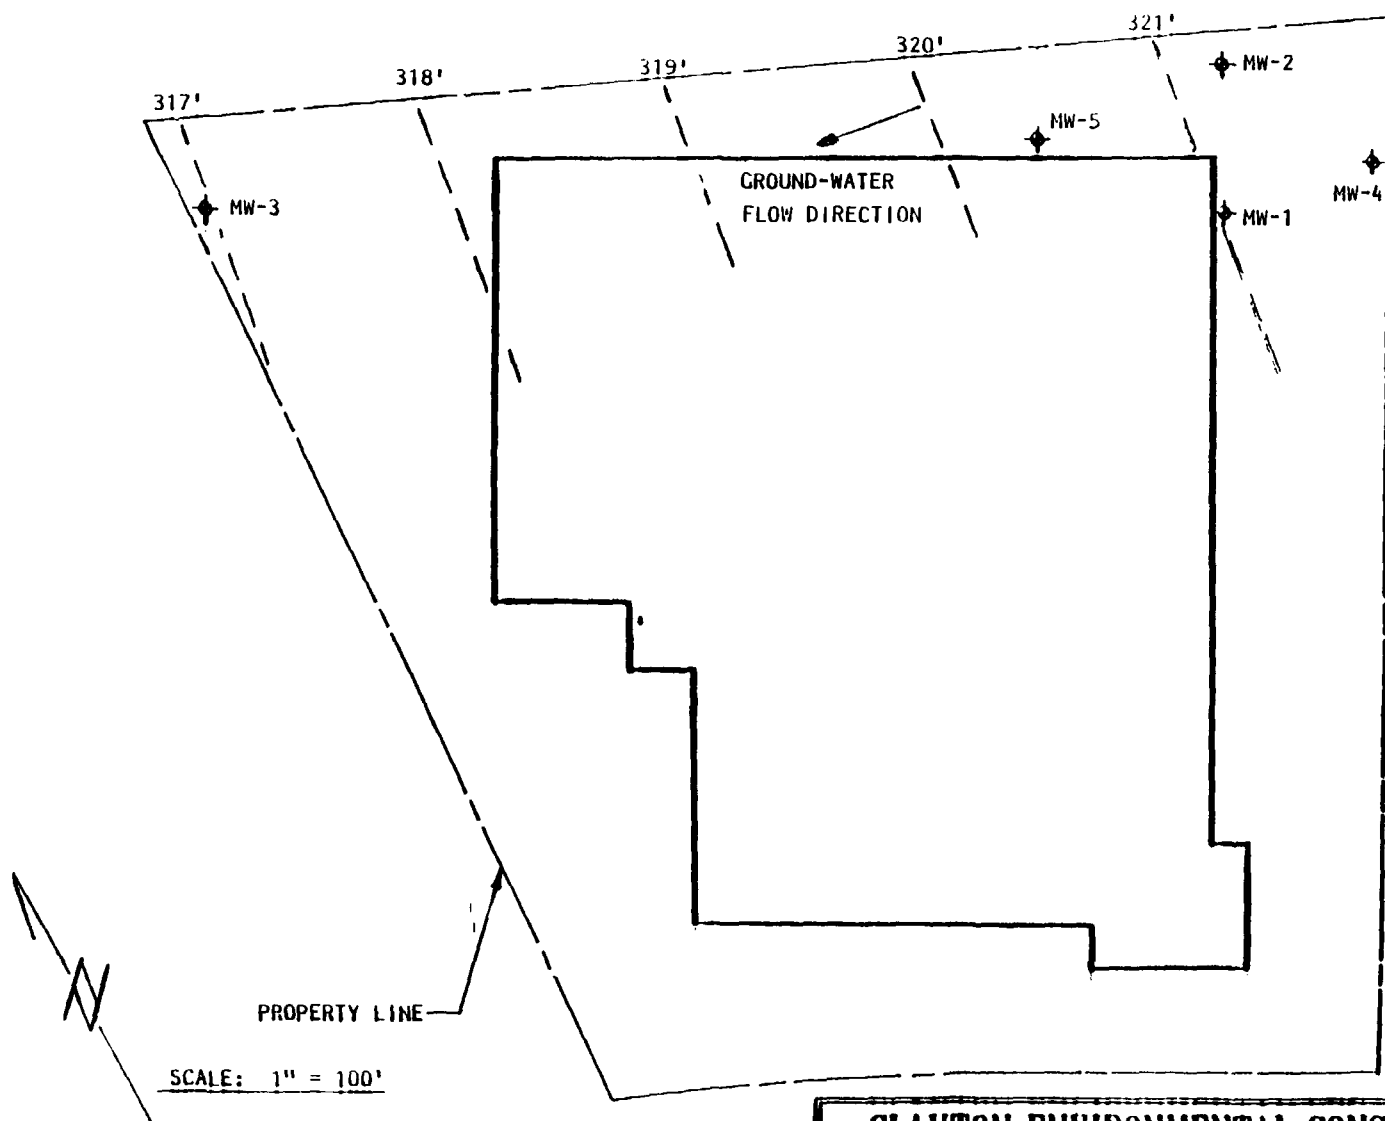 321'
320'
319'
318'
317'
MW-2
MW-5
MW-4
MW-3
MW-1
GROUND-WATER
FLOW DIRECTION
N
PROPERTY LINE
SCALE: 1" = 100'